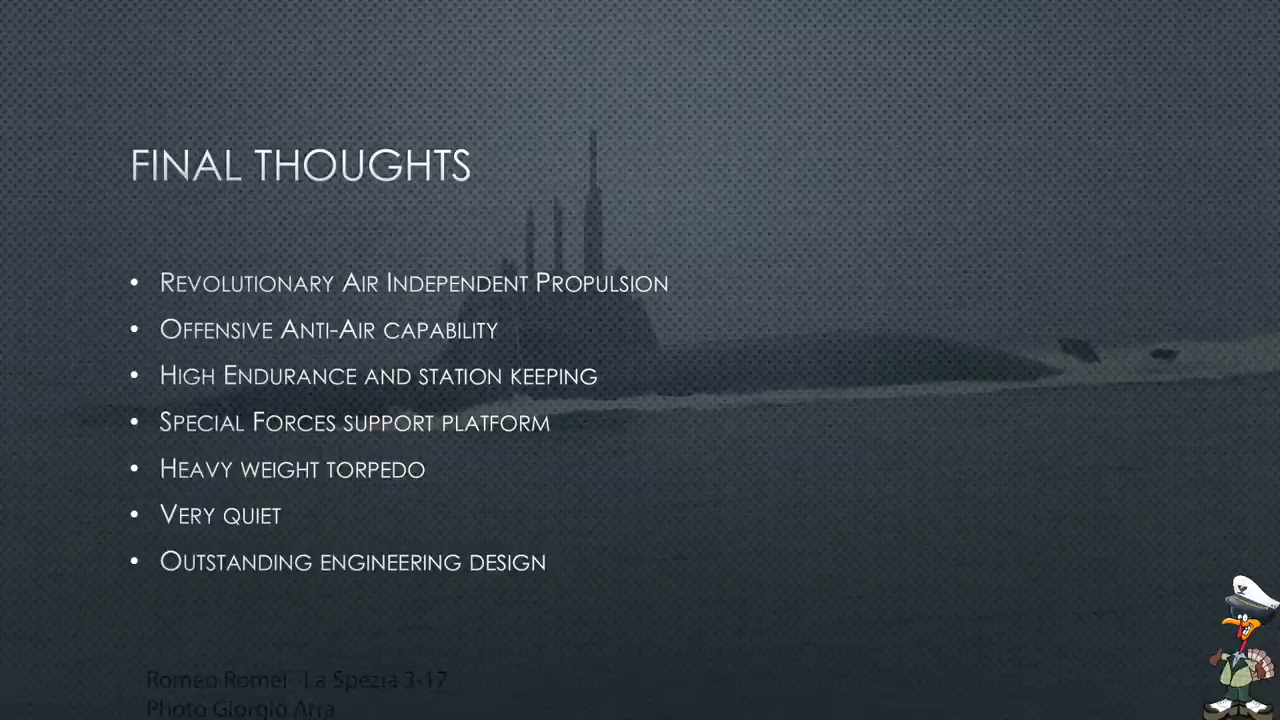 FINAL THOUGHTS
• REVOLUTIONARY AIR INDEPENDENT PROPULSION
• OFFENSIVE ANTI-AIR CAPABILITY
• HIGH ENDURANCE AND STATION KEEPING
• SPECIAL FORCES SUPPORT PLATFORM
• HEAVY WEIGHT TORPEDO
• VERY QUIET
• OUTSTANDING ENGINEERING DESIGN
Romeo Romei La Spezia 3-17
Photo Giorgio Arra